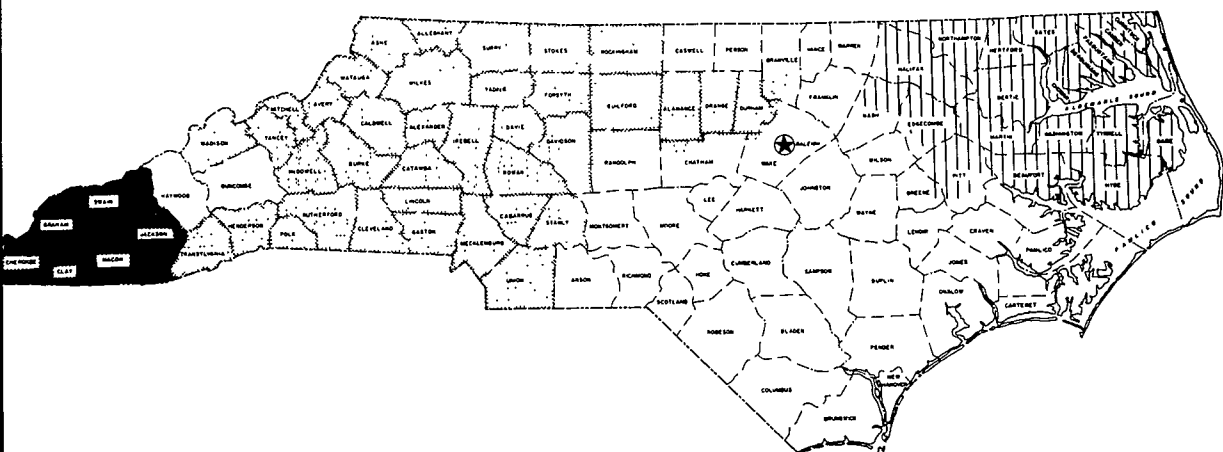 ASHE
ALLEGHANY
SURRY
STOKES
ROCKINGHAM
CASWELL
PERSON
GRANVILLE
VANCE
WARREN
NORTHAMPTON
HERTFORD
GATES
HALIFAX
WATAUGA
WILKES
YADKIN
FORSYTH
GUILFORD
ALAMANCE
ORANGE
DURHAM
FRANKLIN
NASH
EDGECOMBE
BERTIE
ALBEMARLE SOUND
MITCHELL
AVERY
CALDWELL
ALEXANDER
IREDELL
DAVIE
DAVIDSON
RANDOLPH
CHATHAM
WAKE
RALEIGH
WILSON
MARTIN
WASHINGTON
TYRRELL
DARE
MADISON
YANCEY
MCDOWELL
BURKE
CATAWBA
ROWAN
JOHNSTON
GREENE
PITT
BEAUFORT
HYDE
HAYWOOD
BUNCOMBE
RUTHERFORD
LINCOLN
CABARRUS
STANLY
MONTGOMERY
MOORE
LEE
HARNETT
WAYNE
LENOIR
CRAVEN
PAMLICO
PAMLICO SOUND
SWAIN
GRAHAM
JACKSON
HENDERSON
POLK
CLEVELAND
GASTON
MECKLENBURG
CHEROKEE
CLAY
MACON
TRANSYLVANIA
UNION
ANSON
RICHMOND
HOKE
SCOTLAND
CUMBERLAND
SAMPSON
DUPLIN
JONES
ONSLOW
CARTERET
ROBESON
BLADEN
PENDER
COLUMBUS
NEW
HANOVER
BRUNSWICK